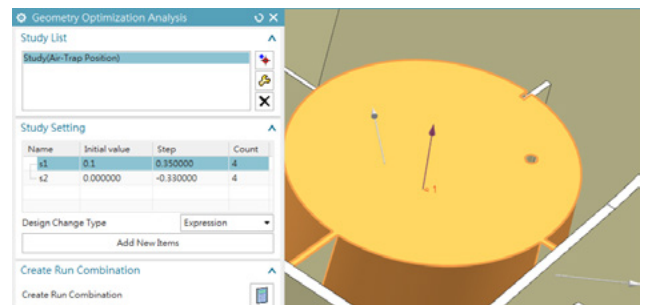 Geometry Optimization Analysis
Study List
Study(Air-Trap Position)
Study Setting
Name Initial value Step Count
s1 0.1 0.350000 4
s2 0.000000 -0.330000 4
Design Change Type Expression
Add New Items
Create Run Combination
Create Run Combination